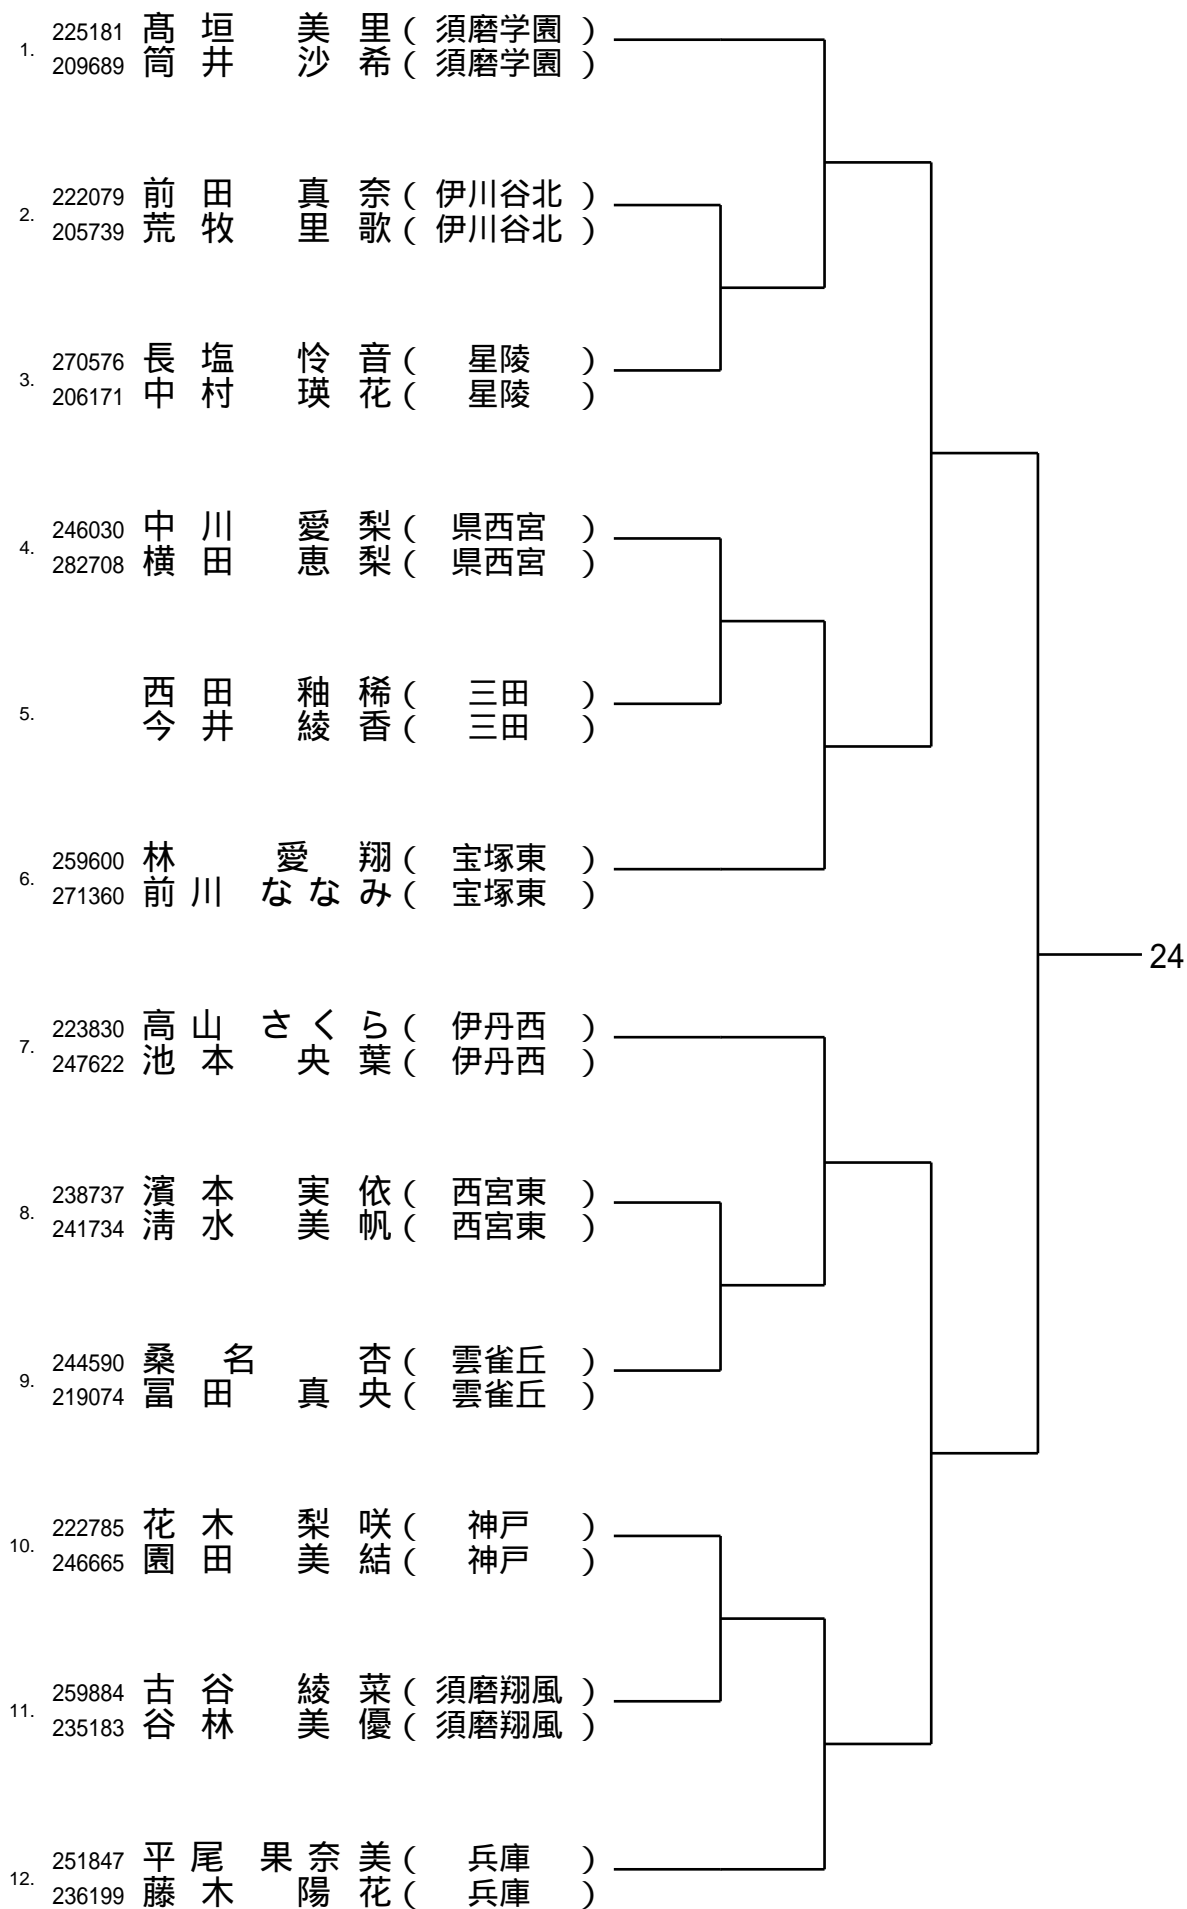 1. 225181 髙垣 美里 ( 須磨学園 )
209689 筒井 沙希 ( 須磨学園 )
2. 222079 前田 真奈 ( 伊川谷北 )
205739 荒牧 里歌 ( 伊川谷北 )
3. 270576 長塩 怜音 ( 星陵 )
206171 中村 瑛花 ( 星陵 )
4. 246030 中川 愛梨 ( 県西宮 )
282708 横田 恵梨 ( 県西宮 )
5. 西田 釉稀 ( 三田 )
今井 綾香 ( 三田 )
6. 259600 林 愛翔 ( 宝塚東 )
271360 前川 ななみ ( 宝塚東 )
24
7. 223830 高山 さくら ( 伊丹西 )
247622 池本 央葉 ( 伊丹西 )
8. 238737 濱本 実依 ( 西宮東 )
241734 淸水 美帆 ( 西宮東 )
9. 244590 桑名 杏 ( 雲雀丘 )
219074 冨田 真央 ( 雲雀丘 )
10. 222785 花木 梨咲 ( 神戸 )
246665 園田 美結 ( 神戸 )
11. 259884 古谷 綾菜 ( 須磨翔風 )
235183 谷林 美優 ( 須磨翔風 )
12. 251847 平尾 果奈美 ( 兵庫 )
236199 藤木 陽花 ( 兵庫 )